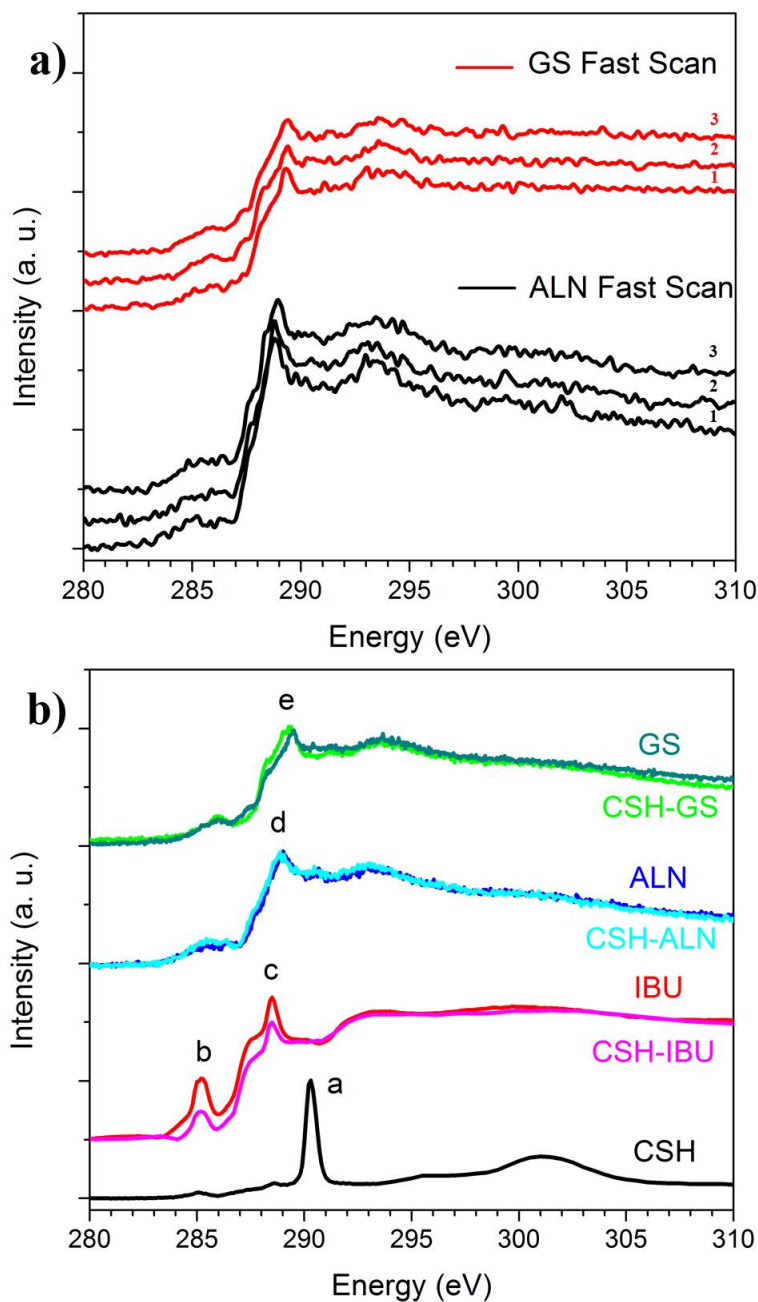 a)
GS Fast Scan
3
2
1
ALN Fast Scan
3
2
1
Intensity (a. u.)
280 285 290 295 300 305 310
Energy (eV)
b)
e
GS
CSH-GS
d
ALN
CSH-ALN
c
IBU
b
CSH-IBU
a
CSH
Intensity (a. u.)
280 285 290 295 300 305 310
Energy (eV)